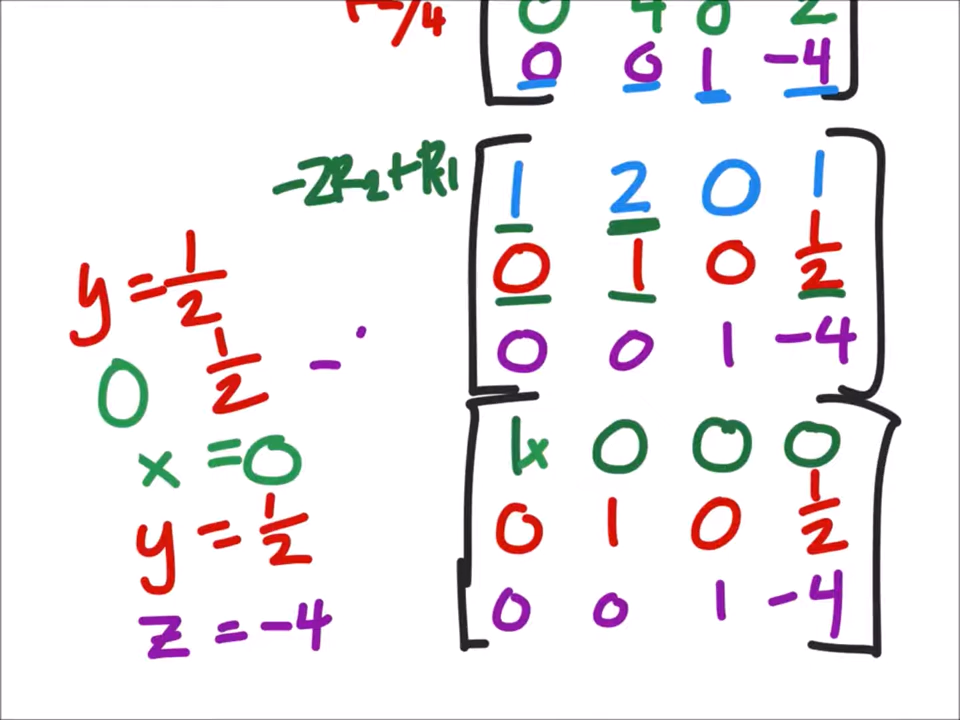 0 4 0 2
/4
0 0 1 -4
-2R2+R1
1 2 0 1
y = 1/2
0 1 0 1/2
0 1/2 -
0 0 1 -4
1x 0 0 0
x = 0
y = 1/2
0 1 0 1/2
z = -4
0 0 1 -4